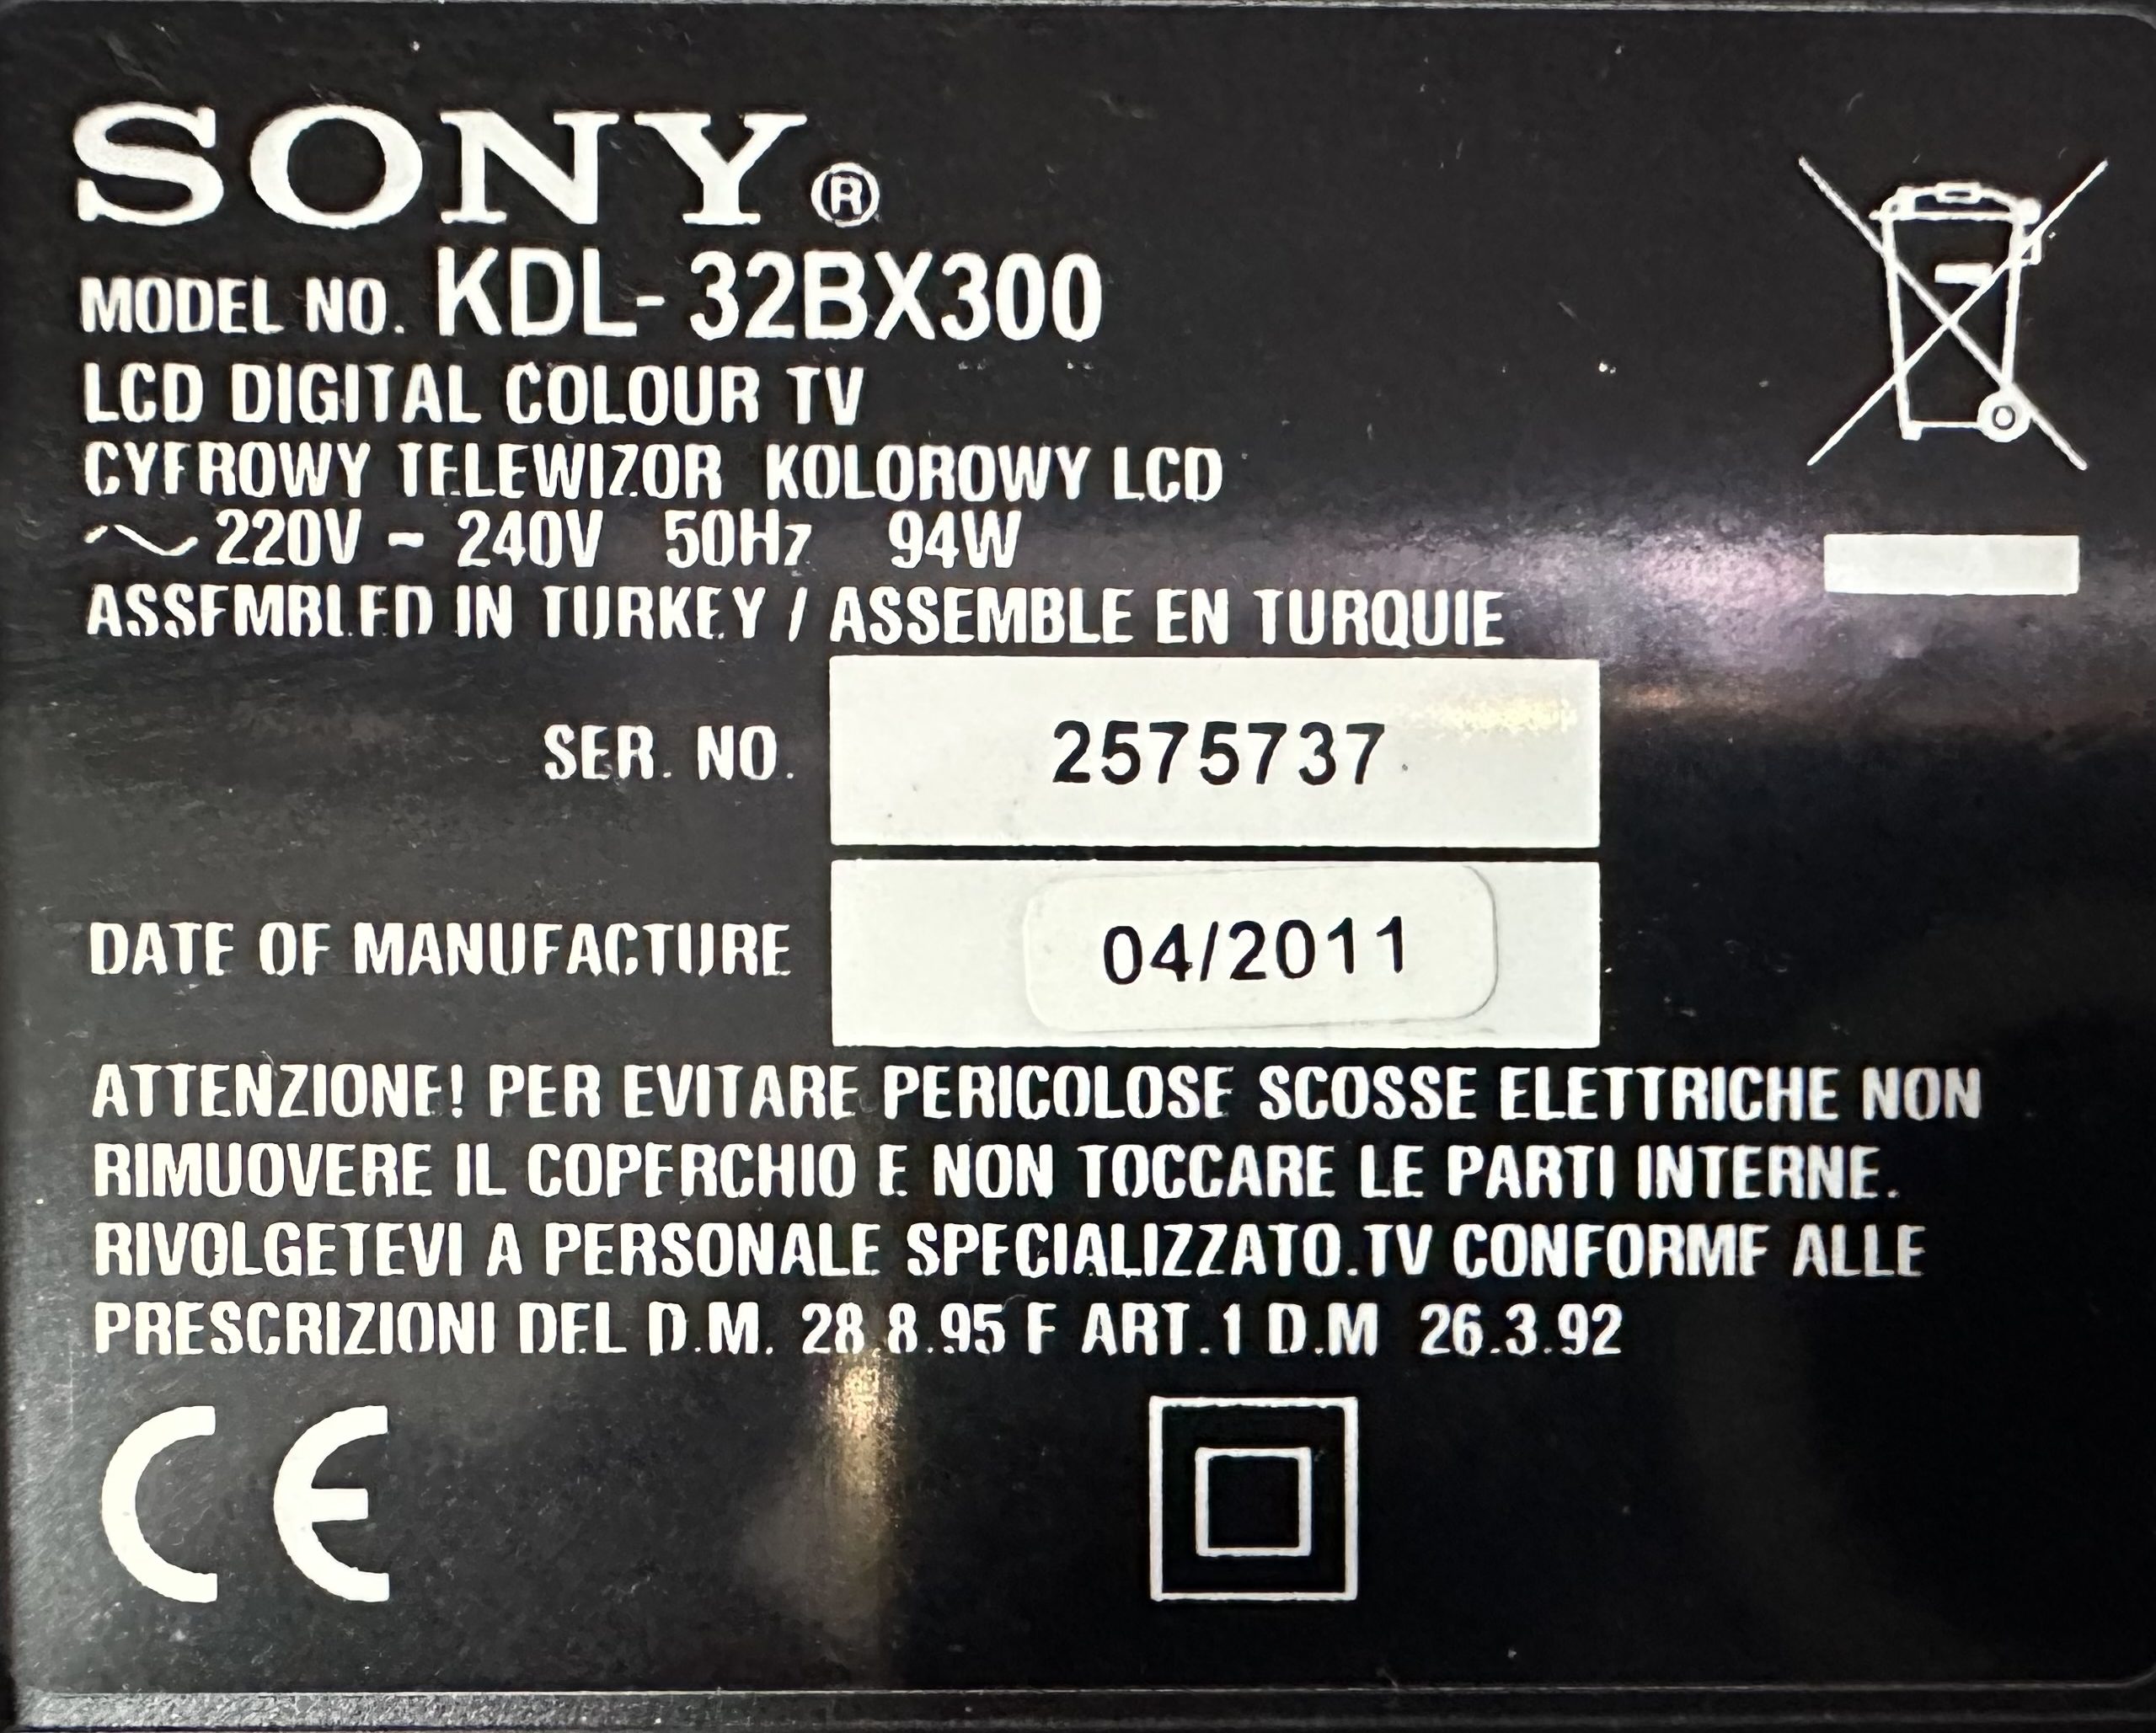 SONY®
MODEL NO. KDL-32BX300
LCD DIGITAL COLOUR TV
CYFROWY TELEWIZOR KOLOROWY LCD
~ 220V - 240V 50Hz 94W
ASSEMBLED IN TURKEY / ASSEMBLE EN TURQUIE
SER. NO. 2575737
DATE OF MANUFACTURE 04/2011
ATTENZIONE! PER EVITARE PERICOLOSE SCOSSE ELETTRICHE NON
RIMUOVERE IL COPERCHIO E NON TOCCARE LE PARTI INTERNE.
RIVOLGETEVI A PERSONALE SPECIALIZZATO.TV CONFORME ALLE
PRESCRIZIONI DEL D.M. 28.8.95 E ART.1 D.M 26.3.92
CE